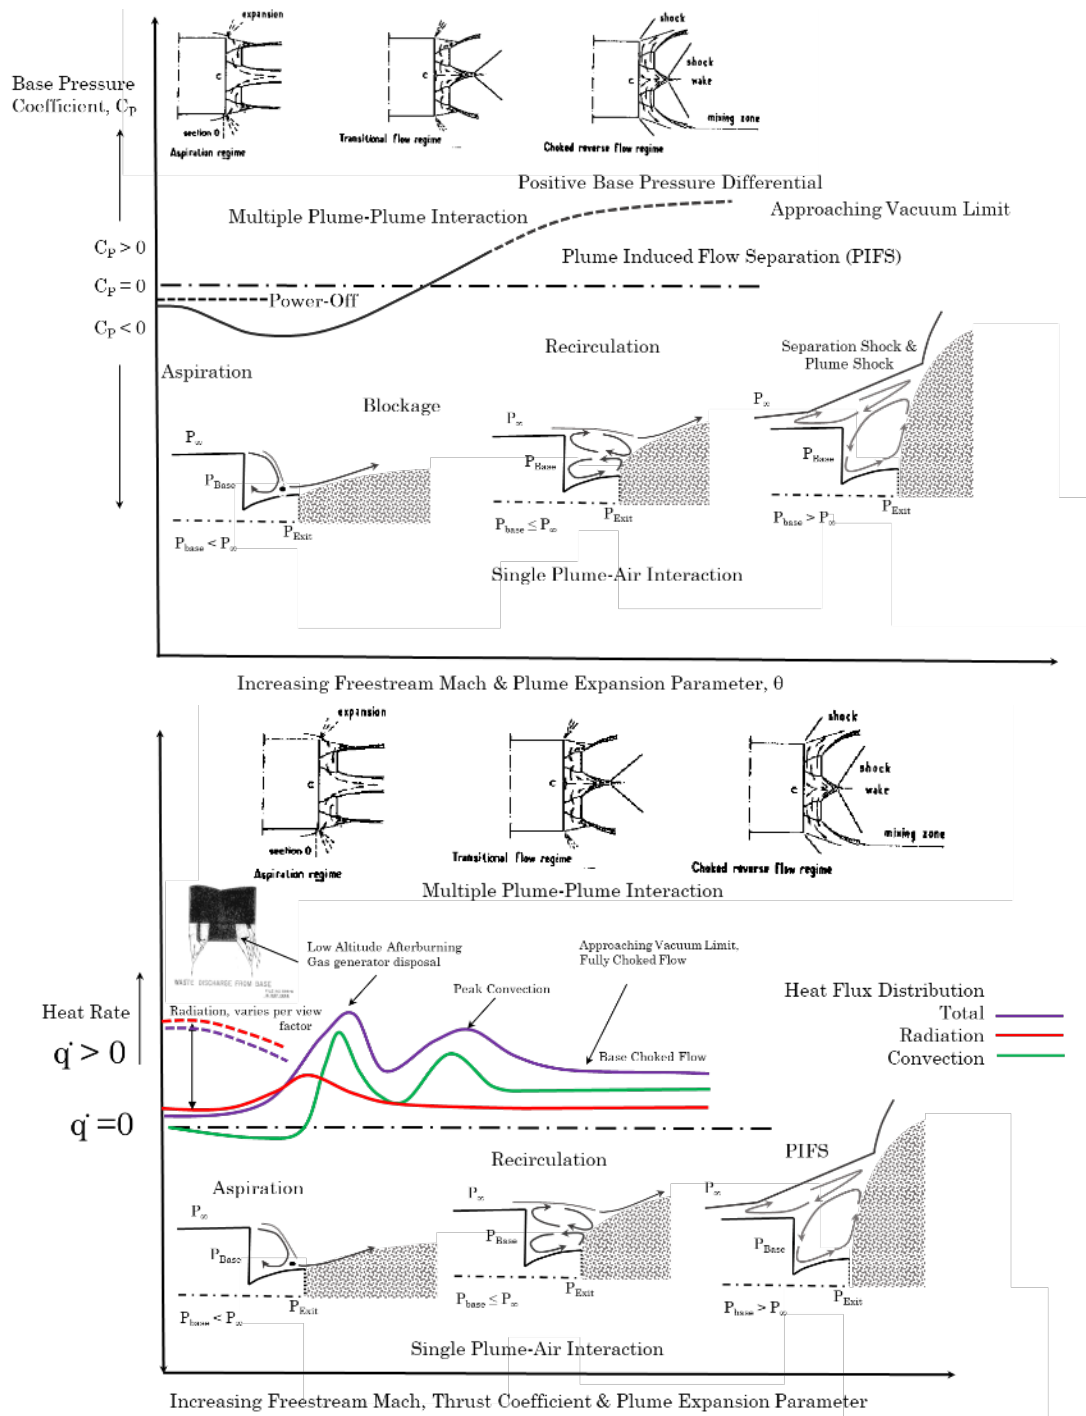 expansion
shock
Base Pressure
Coefficient, C_P
c
c
c
shock
wake
section 0
Aspiration regime
Transitional flow regime
mixing zone
Choked reverse flow regime
Positive Base Pressure Differential
Multiple Plume-Plume Interaction
Approaching Vacuum Limit
C_P > 0
Plume Induced Flow Separation (PIFS)
C_P = 0
Power-Off
C_P < 0
Recirculation
Separation Shock &
Plume Shock
Aspiration
Blockage
P_∞
P_∞
P_∞
P_Base
P_Base
P_Base
P_Exit
P_Exit
P_Exit
P_base < P_∞
P_base ≤ P_∞
P_base > P_∞
Single Plume-Air Interaction
Increasing Freestream Mach & Plume Expansion Parameter, θ
expansion
shock
c
c
c
shock
wake
section 0
Aspiration regime
Transitional flow regime
mixing zone
Choked reverse flow regime
Multiple Plume-Plume Interaction
WASTE DISCHARGE FROM BASE
Low Altitude Afterburning
Gas generator disposal
Approaching Vacuum Limit,
Fully Choked Flow
Peak Convection
Heat Rate
q̇ > 0
q̇ =0
Radiation, varies per view
factor
Base Choked Flow
Heat Flux Distribution
Total
Radiation
Convection
Aspiration
Recirculation
PIFS
P_∞
P_∞
P_∞
P_Base
P_Base
P_Base
P_Exit
P_Exit
P_Exit
P_base < P_∞
P_base ≤ P_∞
P_base > P_∞
Single Plume-Air Interaction
Increasing Freestream Mach, Thrust Coefficient & Plume Expansion Parameter